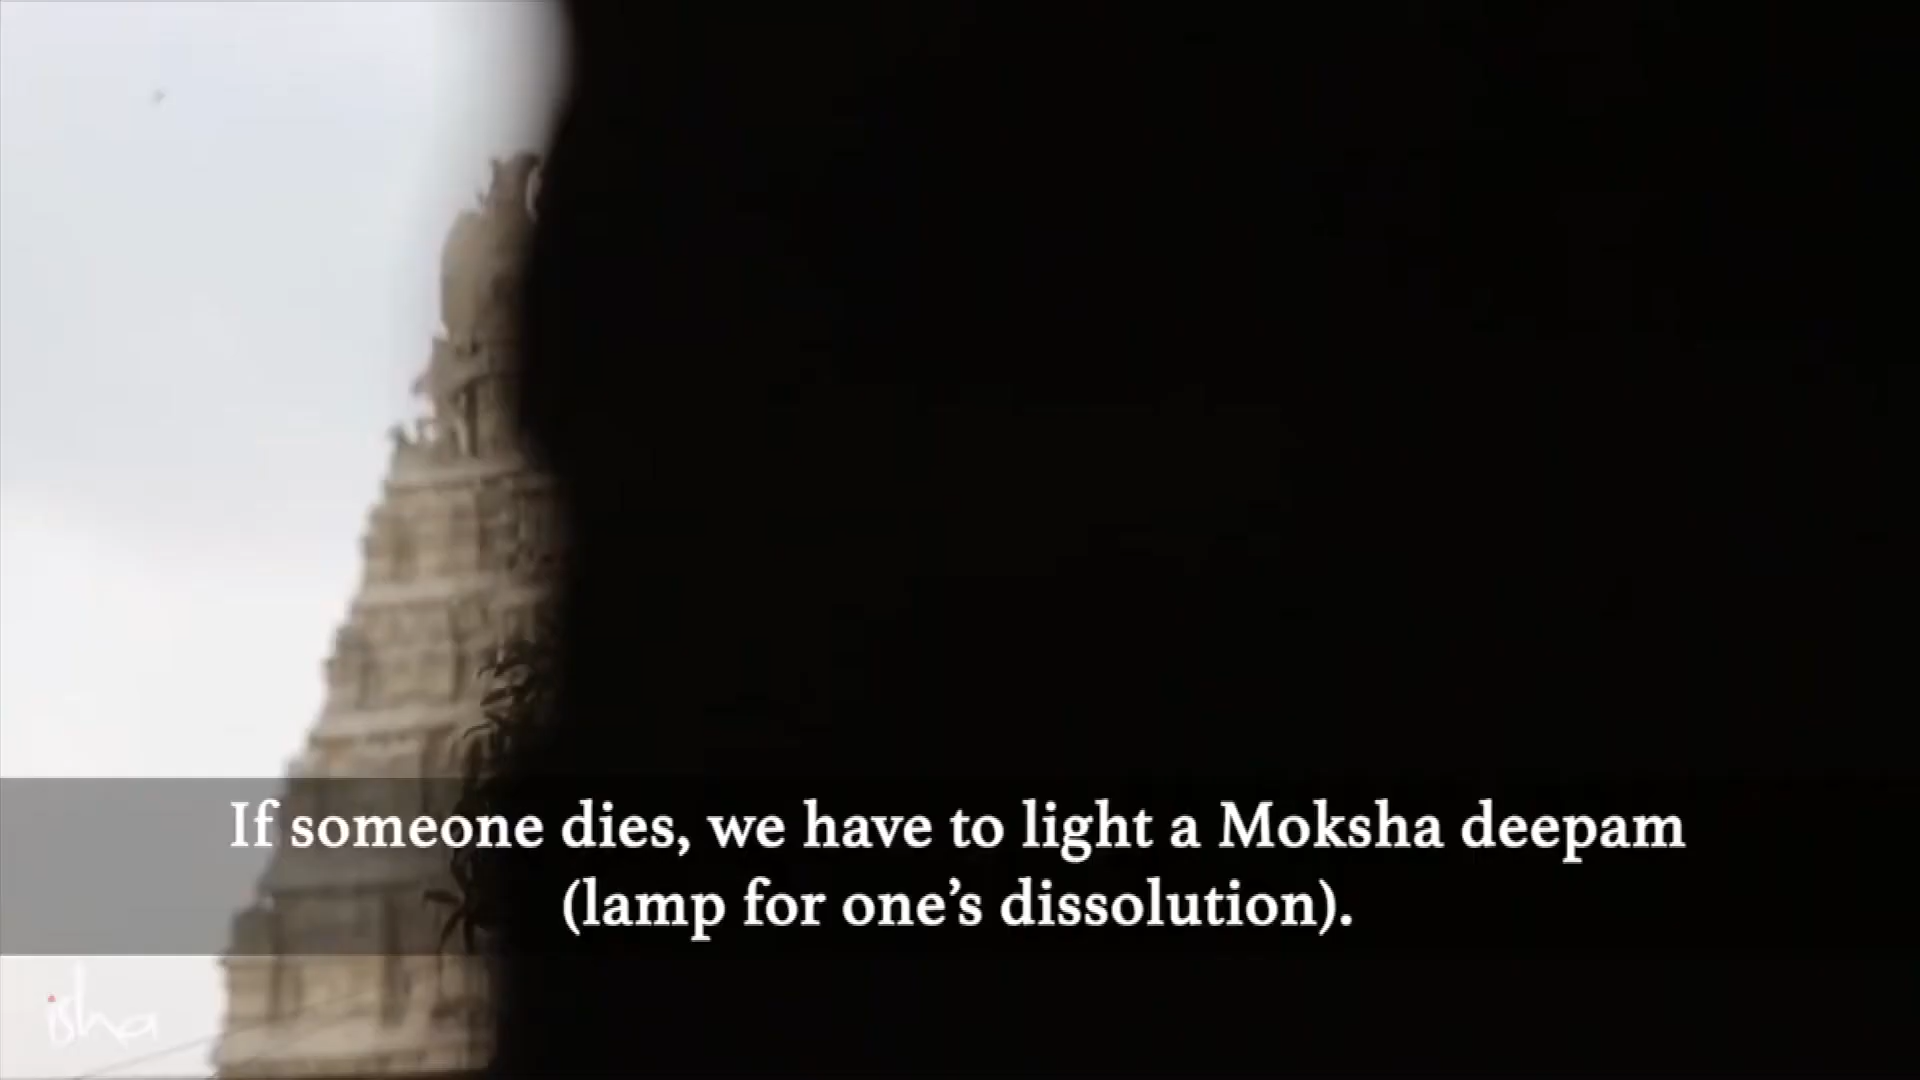 If someone dies, we have to light a Moksha deepam
(lamp for one’s dissolution).
isha